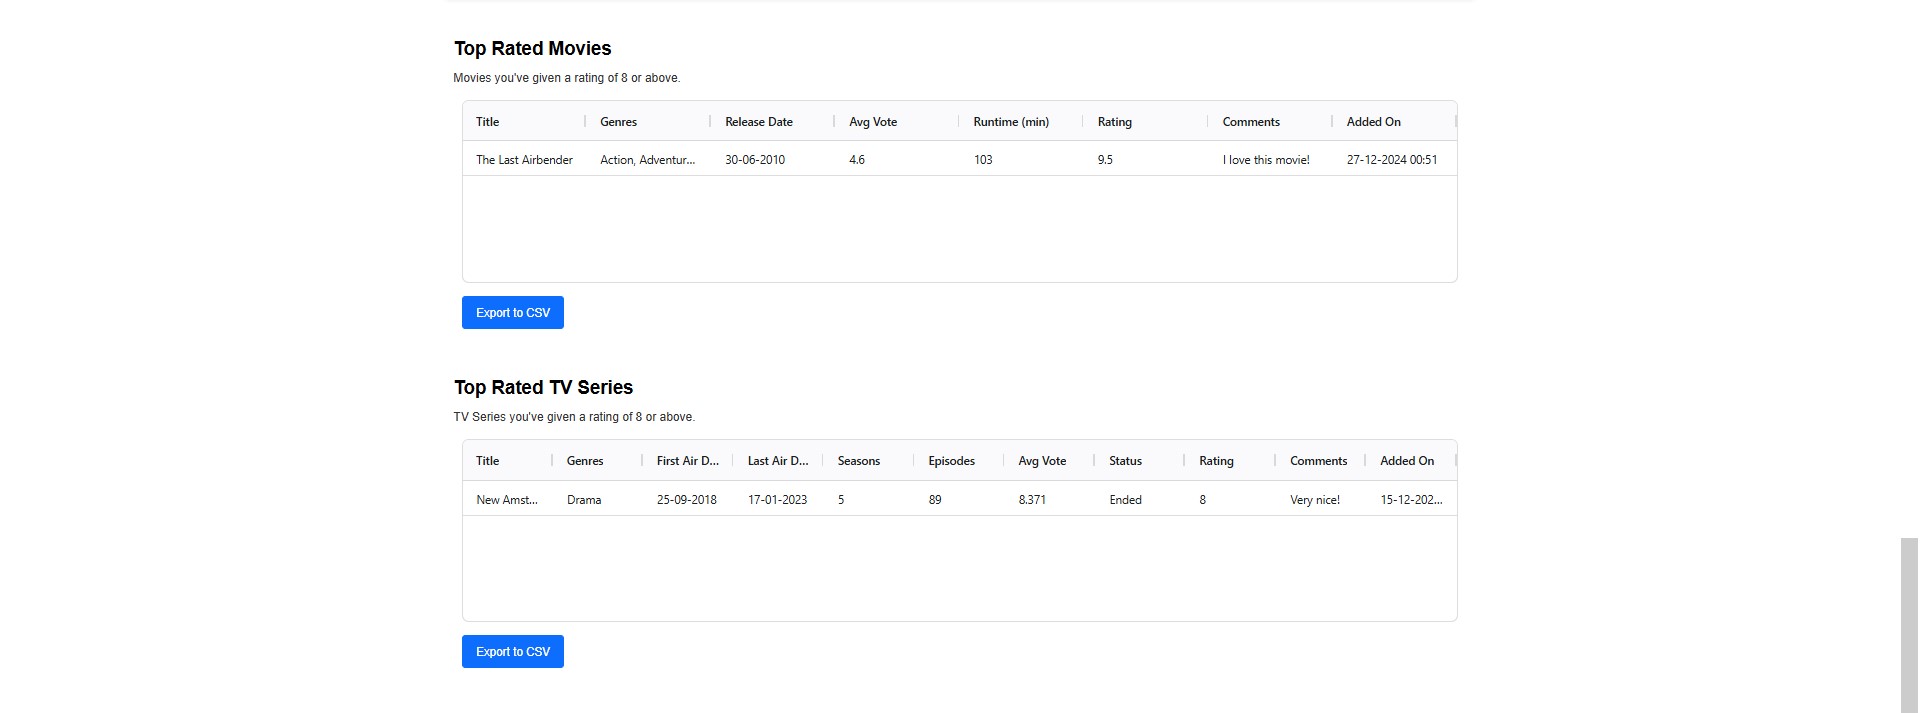 Top Rated Movies
Movies you've given a rating of 8 or above.
Title Genres Release Date Avg Vote Runtime (min) Rating Comments Added On
The Last Airbender Action, Adventur... 30-06-2010 4.6 103 9.5 I love this movie! 27-12-2024 00:51
Export to CSV
Top Rated TV Series
TV Series you've given a rating of 8 or above.
Title Genres First Air D... Last Air D... Seasons Episodes Avg Vote Status Rating Comments Added On
New Amst... Drama 25-09-2018 17-01-2023 5 89 8.371 Ended 8 Very nice! 15-12-202...
Export to CSV